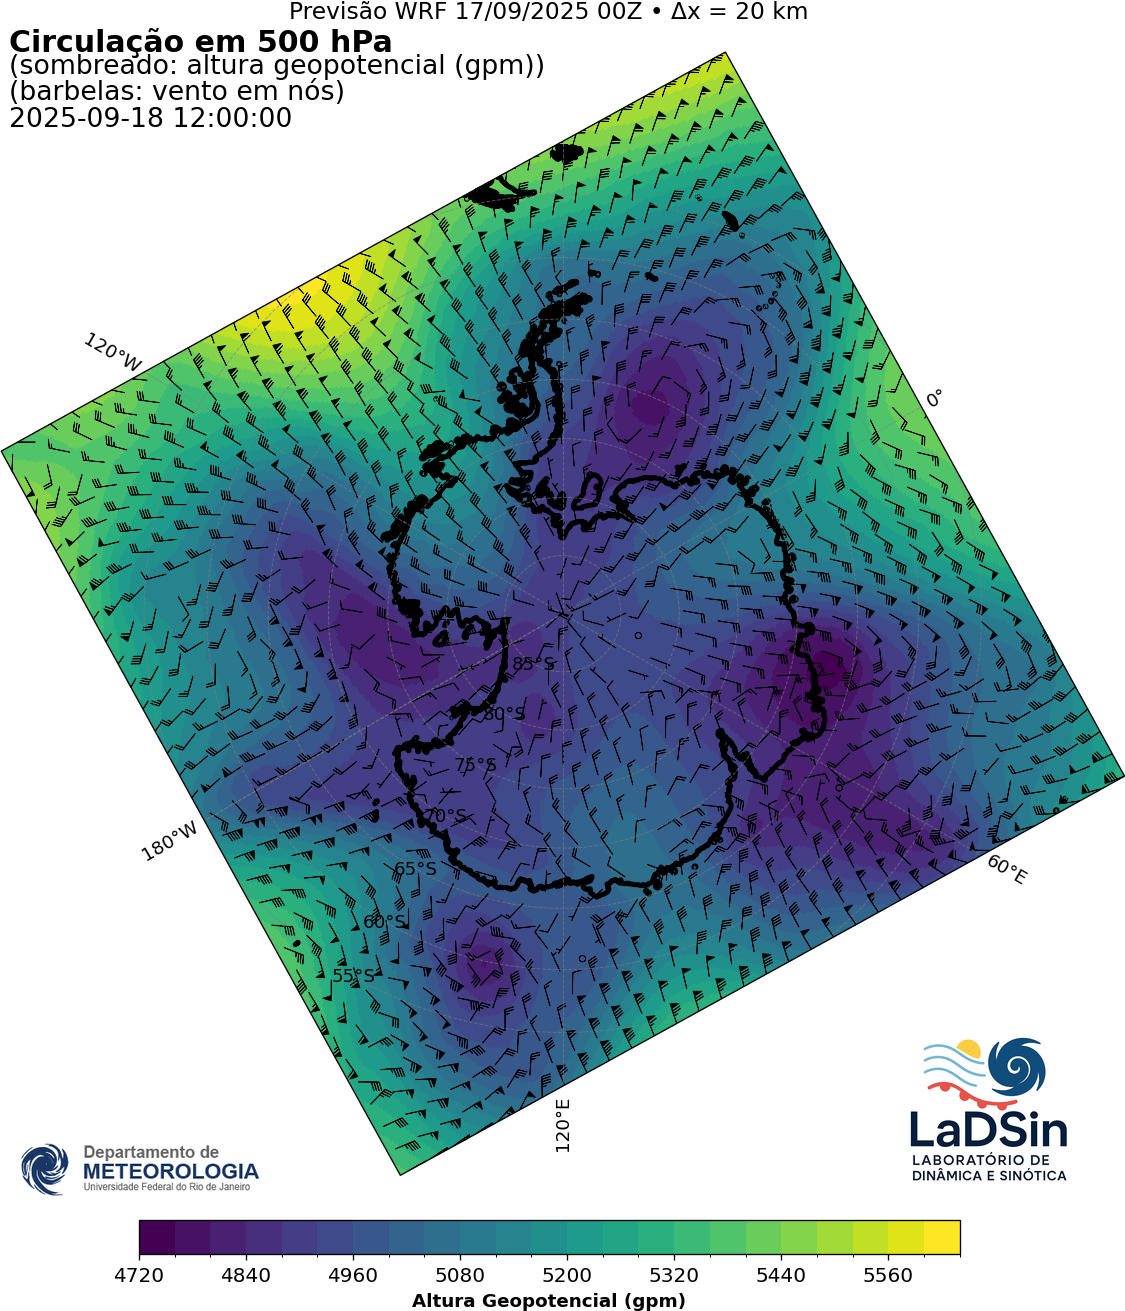 Previsão WRF 17/09/2025 00Z • Δx = 20 km
Circulação em 500 hPa
(sombreado: altura geopotencial (gpm))
(barbelas: vento em nós)
2025-09-18 12:00:00
120°W
0°
85°S
80°S
75°S
70°S
65°S
60°S
55°S
180°W
60°E
120°E
LaDSin
LABORATÓRIO DE
DINÂMICA E SINÓTICA
Departamento de
METEOROLOGIA
Universidade Federal do Rio de Janeiro
4720 4840 4960 5080 5200 5320 5440 5560
Altura Geopotencial (gpm)